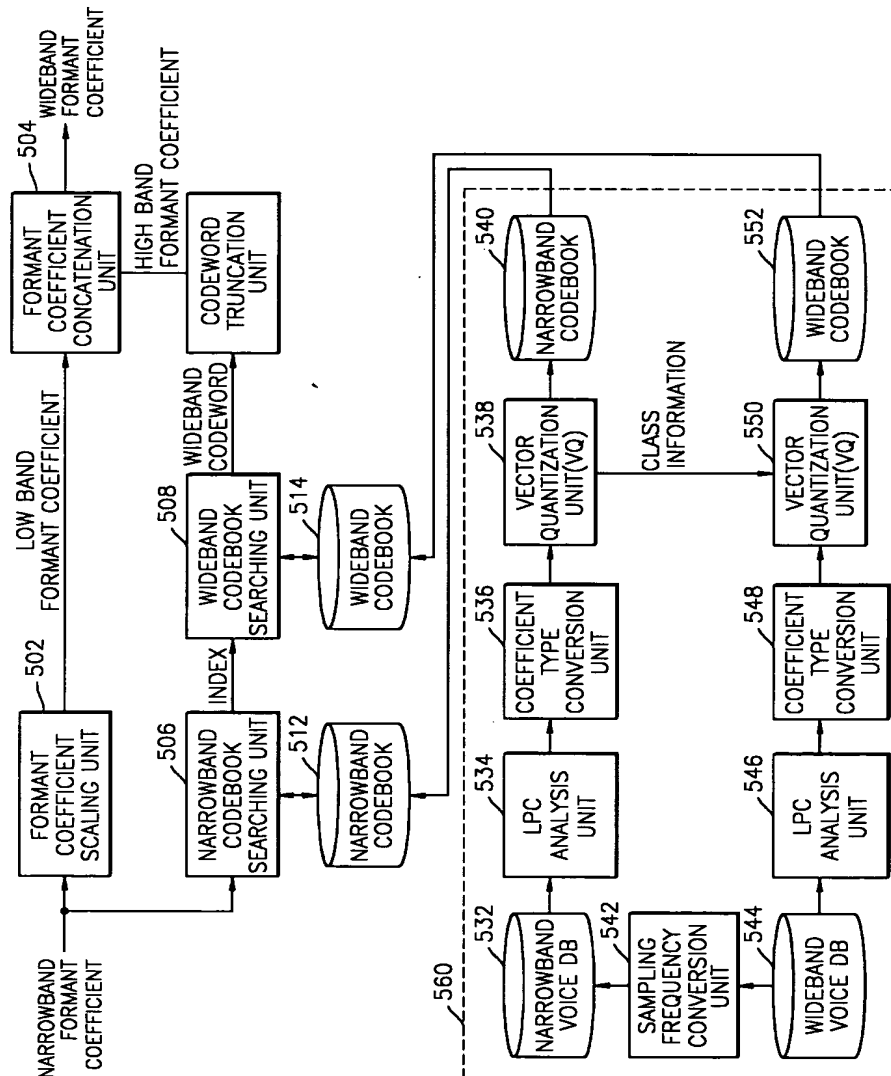 NARROWBAND
FORMANT
COEFFICIENT
502
FORMANT
COEFFICIENT
SCALING UNIT
LOW BAND
FORMANT COEFFICIENT
504
FORMANT
COEFFICIENT
CONCATENATION
UNIT
WIDEBAND
FORMANT
COEFFICIENT
506
NARROWBAND
CODEBOOK
SEARCHING UNIT
INDEX
508
WIDEBAND
CODEBOOK
SEARCHING UNIT
WIDEBAND
CODEWORD
CODEWORD
TRUNCATION
UNIT
HIGH BAND
FORMANT COEFFICIENT
512
NARROWBAND
CODEBOOK
514
WIDEBAND
CODEBOOK
560
532
NARROWBAND
VOICE DB
534
LPC
ANALYSIS
UNIT
536
COEFFICIENT
TYPE
CONVERSION
UNIT
538
VECTOR
QUANTIZATION
UNIT(VQ)
540
NARROWBAND
CODEBOOK
542
SAMPLING
FREQUENCY
CONVERSION
UNIT
CLASS
INFORMATION
544
WIDEBAND
VOICE DB
546
LPC
ANALYSIS
UNIT
548
COEFFICIENT
TYPE
CONVERSION
UNIT
550
VECTOR
QUANTIZATION
UNIT(VQ)
552
WIDEBAND
CODEBOOK